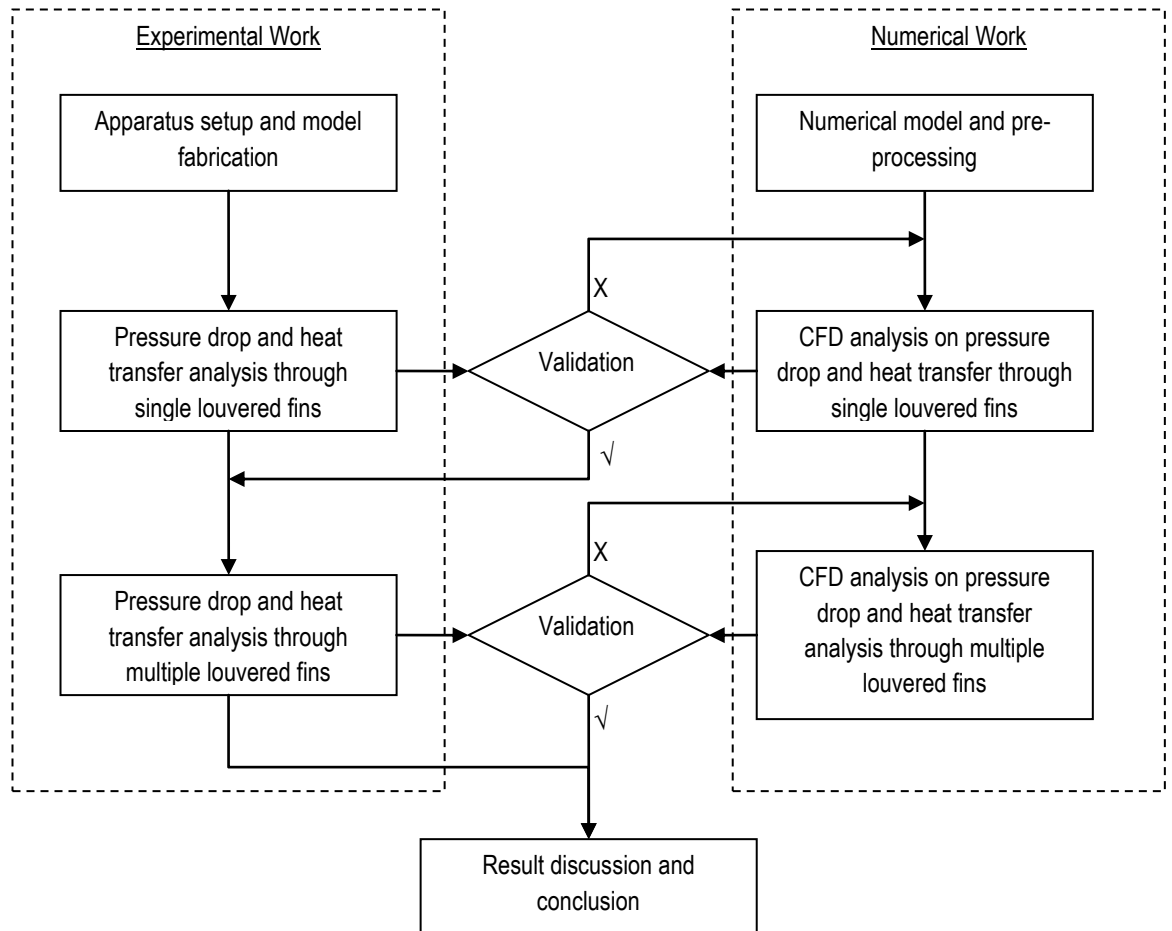 Experimental Work
Numerical Work
Apparatus setup and model
fabrication
Numerical model and pre-
processing
X
Pressure drop and heat
transfer analysis through
single louvered fins
Validation
CFD analysis on pressure
drop and heat transfer through
single louvered fins
√
X
Pressure drop and heat
transfer analysis through
multiple louvered fins
Validation
CFD analysis on pressure
drop and heat transfer
analysis through multiple
louvered fins
√
Result discussion and
conclusion